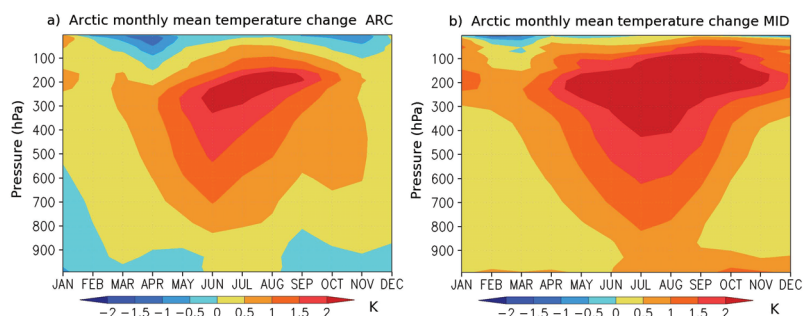 a) Arctic monthly mean temperature change ARC
100
200
300
400
500
600
700
800
900
Pressure (hPa)
JAN FEB MAR APR MAY JUN JUL AUG SEP OCT NOV DEC
−2 −1.5 −1 −0.5 0 0.5 1 1.5 2 K
b) Arctic monthly mean temperature change MID
100
200
300
400
500
600
700
800
900
Pressure (hPa)
JAN FEB MAR APR MAY JUN JUL AUG SEP OCT NOV DEC
−2 −1.5 −1 −0.5 0 0.5 1 1.5 2 K